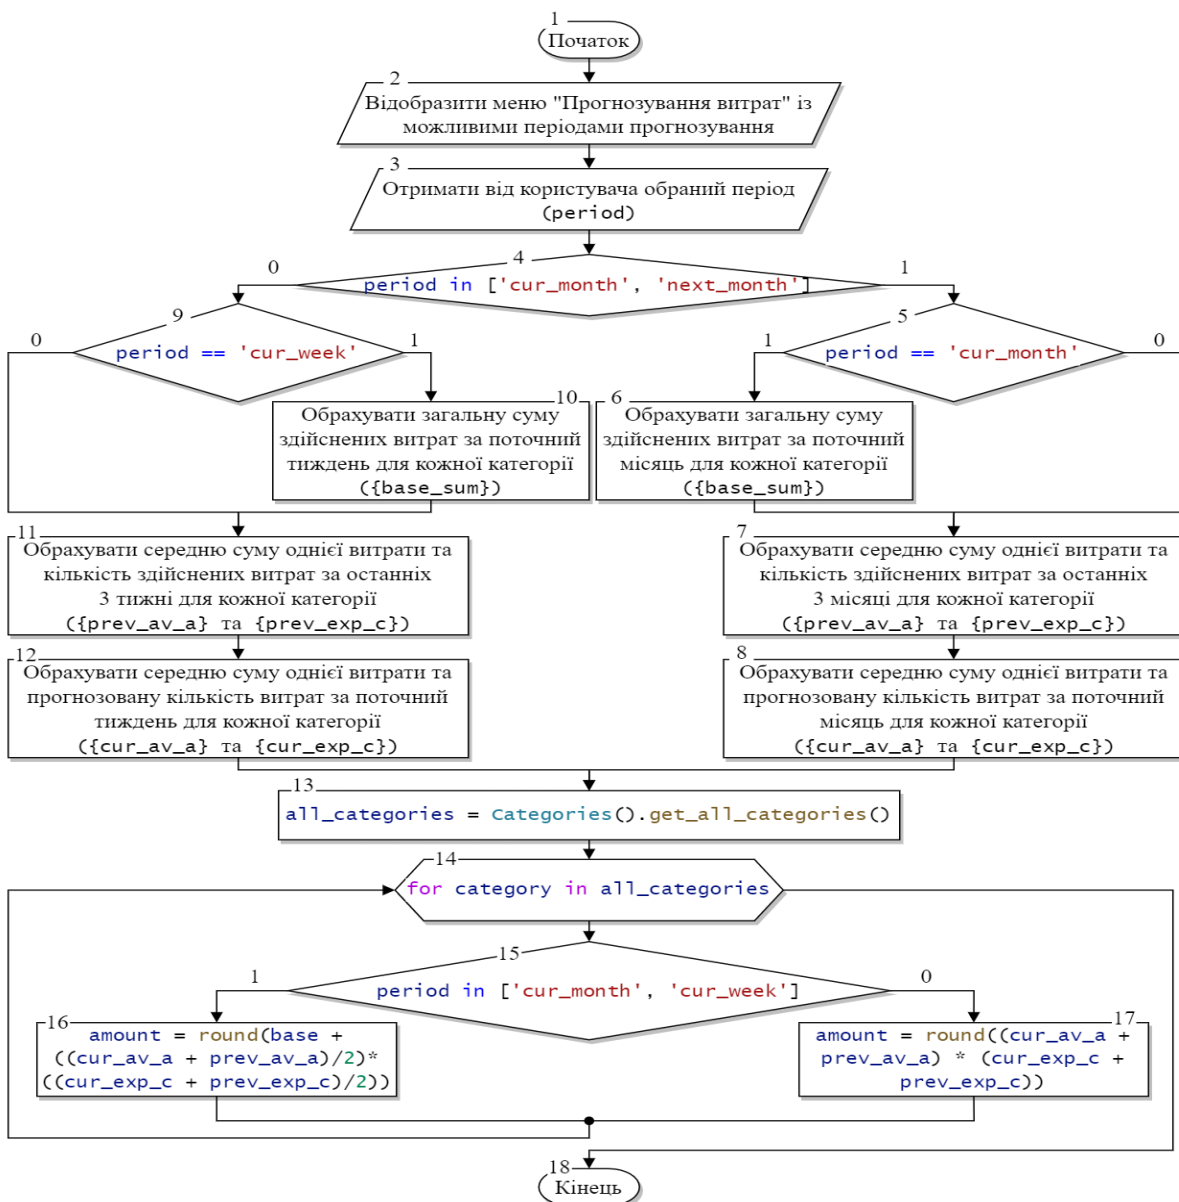 1
Початок
2
Відобразити меню "Прогнозування витрат" із
можливими періодами прогнозування
3
Отримати від користувача обраний період
(period)
4
0
1
period in ['cur_month', 'next_month']
9
5
0
1
1
0
period == 'cur_week'
period == 'cur_month'
10
Обрахувати загальну суму
здійснених витрат за поточний
тиждень для кожної категорії
({base_sum})
6
Обрахувати загальну суму
здійснених витрат за поточний
місяць для кожної категорії
({base_sum})
11
Обрахувати середню суму однієї витрати та
кількість здійснених витрат за останніх
3 тижні для кожної категорії
({prev_av_a} та {prev_exp_c})
7
Обрахувати середню суму однієї витрати та
кількість здійснених витрат за останніх
3 місяці для кожної категорії
({prev_av_a} та {prev_exp_c})
12
Обрахувати середню суму однієї витрати та
прогнозовану кількість витрат за поточний
тиждень для кожної категорії
({cur_av_a} та {cur_exp_c})
8
Обрахувати середню суму однієї витрати та
прогнозовану кількість витрат за поточний
місяць для кожної категорії
({cur_av_a} та {cur_exp_c})
13
all_categories = Categories().get_all_categories()
14
for category in all_categories
15
1
0
period in ['cur_month', 'cur_week']
16
amount = round(base +
((cur_av_a + prev_av_a)/2)*
((cur_exp_c + prev_exp_c)/2))
17
amount = round((cur_av_a +
prev_av_a) * (cur_exp_c +
prev_exp_c))
18
Кінець